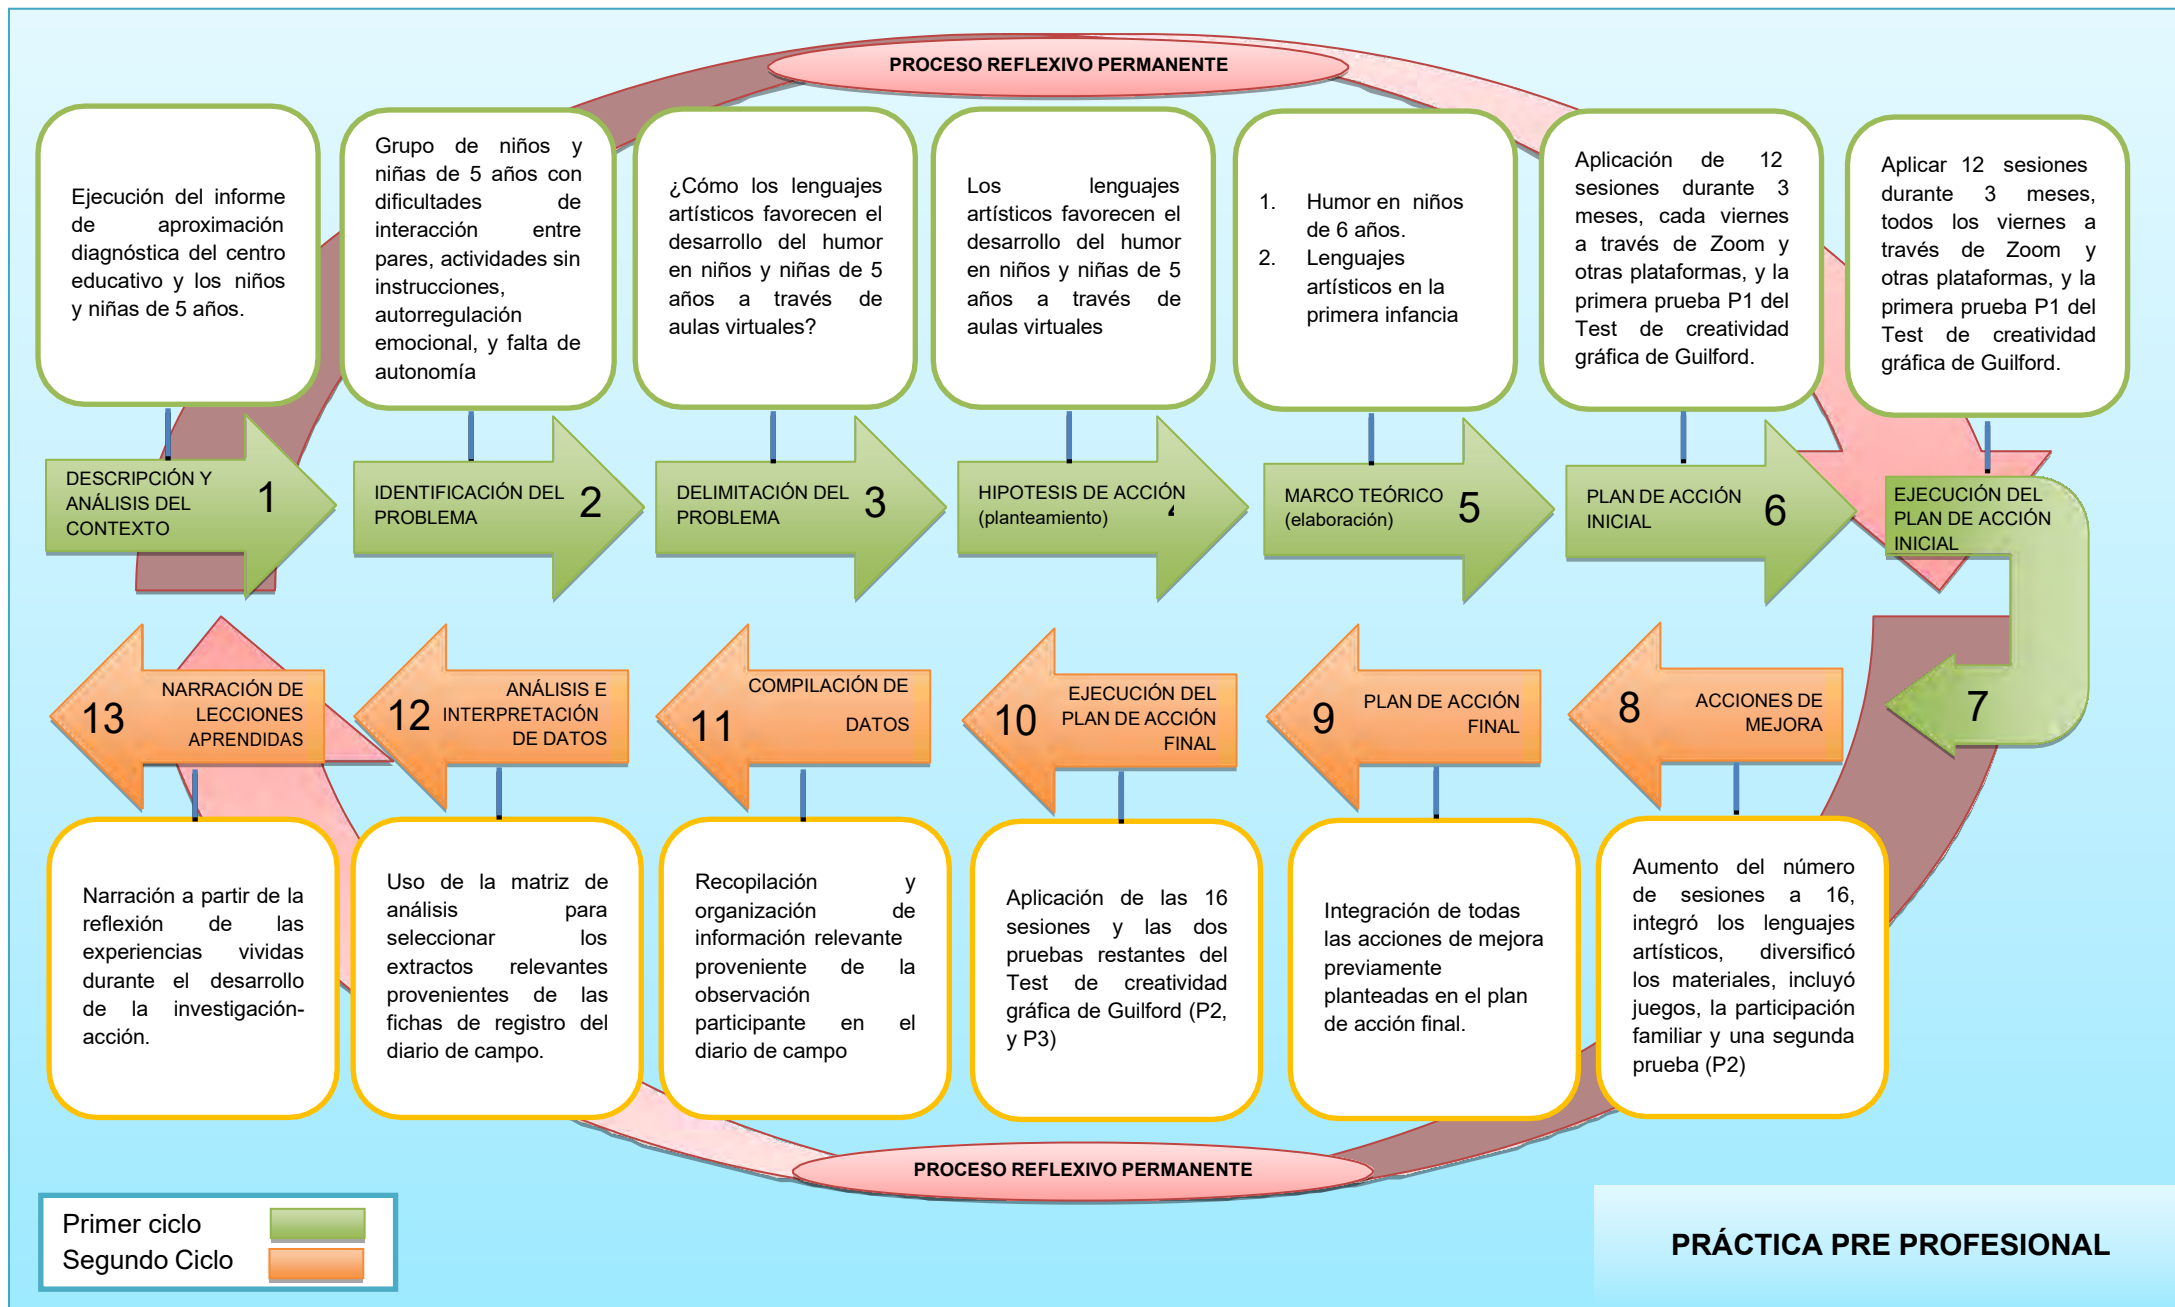 PROCESO REFLEXIVO PERMANENTE
Ejecución del informe
de aproximación
diagnóstica del centro
educativo y los niños
y niñas de 5 años.
Grupo de niños y
niñas de 5 años con
dificultades de
interacción entre
pares, actividades sin
instrucciones,
autorregulación
emocional, y falta de
autonomía
¿Cómo los lenguajes
artísticos favorecen el
desarrollo del humor
en niños y niñas de 5
años a través de
aulas virtuales?
Los lenguajes
artísticos favorecen el
desarrollo del humor
en niños y niñas de 5
años a través de
aulas virtuales
1. Humor en niños
de 6 años.
2. Lenguajes
artísticos en la
primera infancia
Aplicación de 12
sesiones durante 3
meses, cada viernes
a través de Zoom y
otras plataformas, y la
primera prueba P1 del
Test de creatividad
gráfica de Guilford.
Aplicar 12 sesiones
durante 3 meses,
todos los viernes a
través de Zoom y
otras plataformas, y la
primera prueba P1 del
Test de creatividad
gráfica de Guilford.
DESCRIPCIÓN Y
ANÁLISIS DEL
CONTEXTO
1
IDENTIFICACIÓN DEL
PROBLEMA
2
DELIMITACIÓN DEL
PROBLEMA
3
HIPOTESIS DE ACCIÓN
(planteamiento)
MARCO TEÓRICO
(elaboración)
5
PLAN DE ACCIÓN
INICIAL
6
EJECUCIÓN DEL
PLAN DE ACCIÓN
INICIAL
7
13
NARRACIÓN DE
LECCIONES
APRENDIDAS
12
ANÁLISIS E
INTERPRETACIÓN
DE DATOS
11
COMPILACIÓN DE
DATOS
10
EJECUCIÓN DEL
PLAN DE ACCIÓN
FINAL
9
PLAN DE ACCIÓN
FINAL
8
ACCIONES DE
MEJORA
Narración a partir de la
reflexión de las
experiencias vividas
durante el desarrollo
de la investigación-
acción.
Uso de la matriz de
análisis para
seleccionar los
extractos relevantes
provenientes de las
fichas de registro del
diario de campo.
Recopilación y
organización de
información relevante
proveniente de la
observación
participante en el
diario de campo
Aplicación de las 16
sesiones y las dos
pruebas restantes del
Test de creatividad
gráfica de Guilford (P2,
y P3)
Integración de todas
las acciones de mejora
previamente
planteadas en el plan
de acción final.
Aumento del número
de sesiones a 16,
integró los lenguajes
artísticos, diversificó
los materiales, incluyó
juegos, la participación
familiar y una segunda
prueba (P2)
PROCESO REFLEXIVO PERMANENTE
Primer ciclo
Segundo Ciclo
PRÁCTICA PRE PROFESIONAL